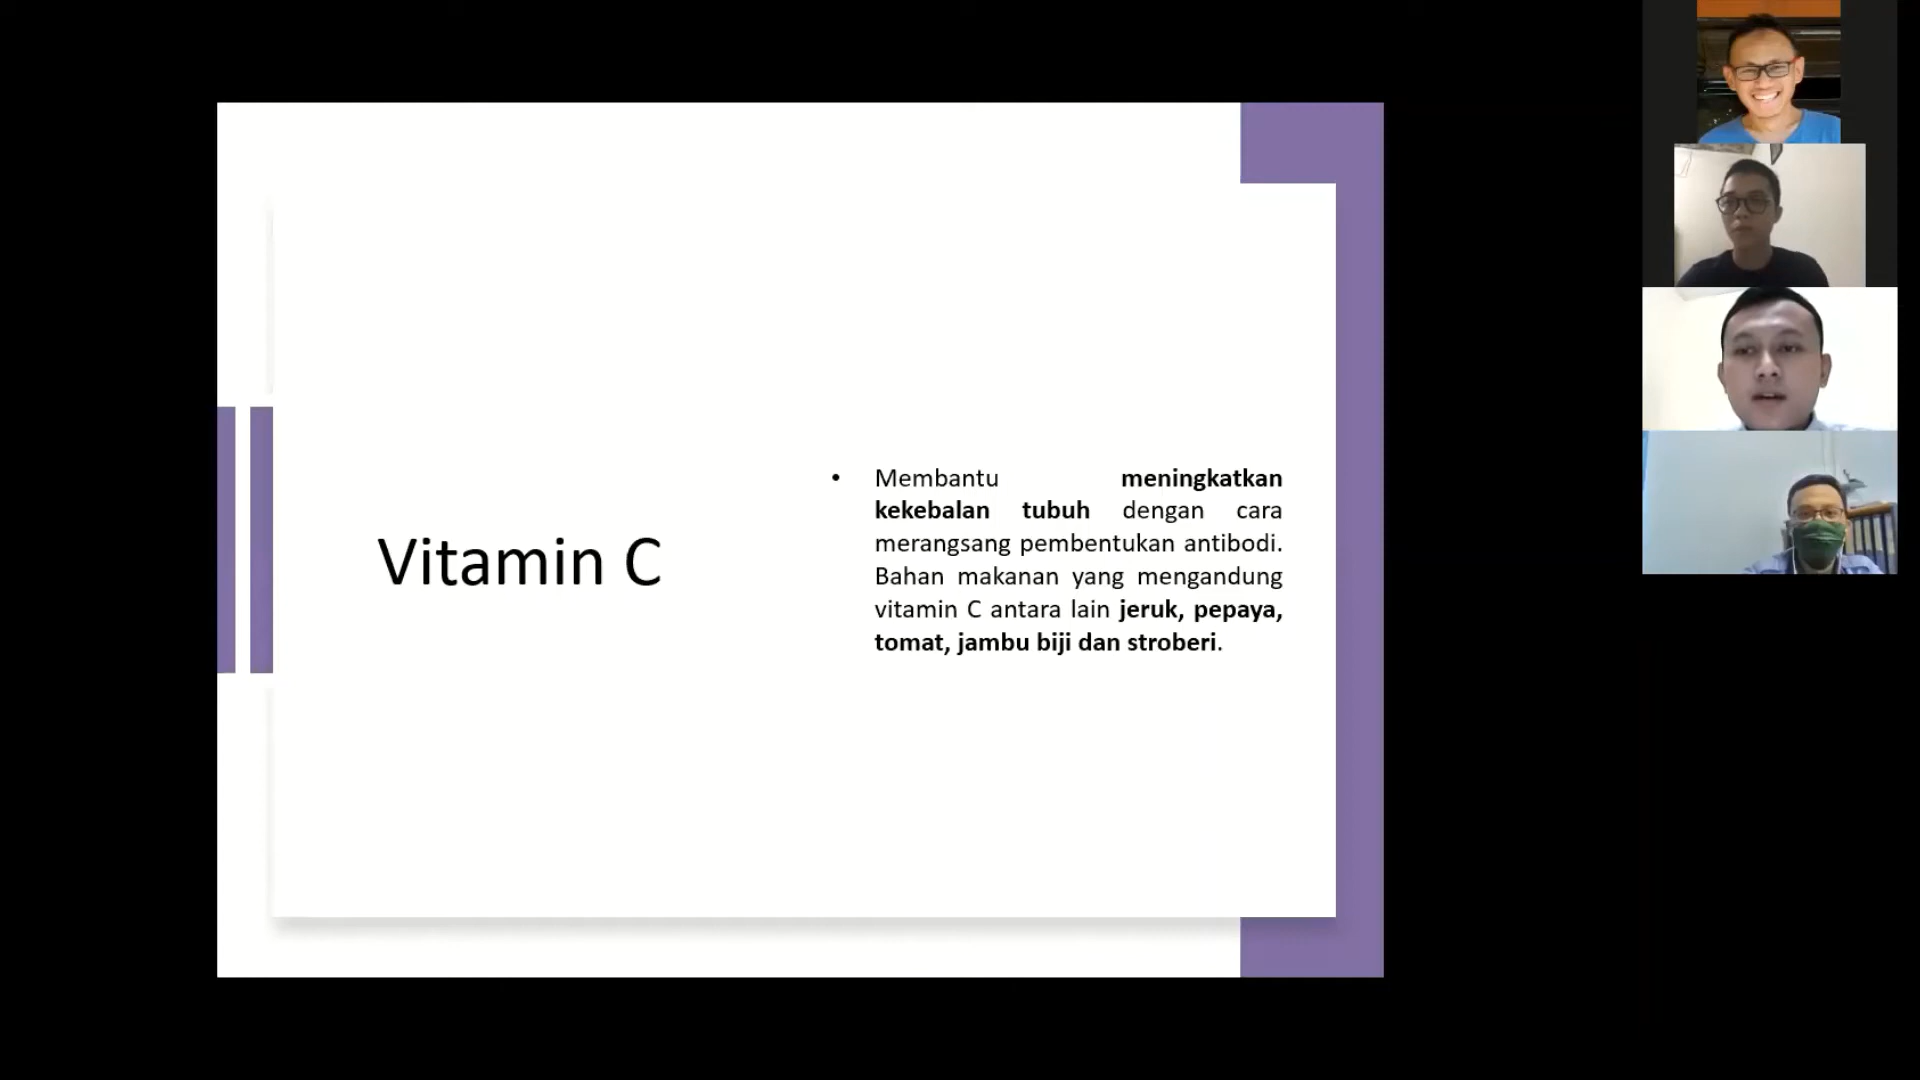 Vitamin C
• Membantu meningkatkan
kekebalan tubuh dengan cara
merangsang pembentukan antibodi.
Bahan makanan yang mengandung
vitamin C antara lain jeruk, pepaya,
tomat, jambu biji dan stroberi.